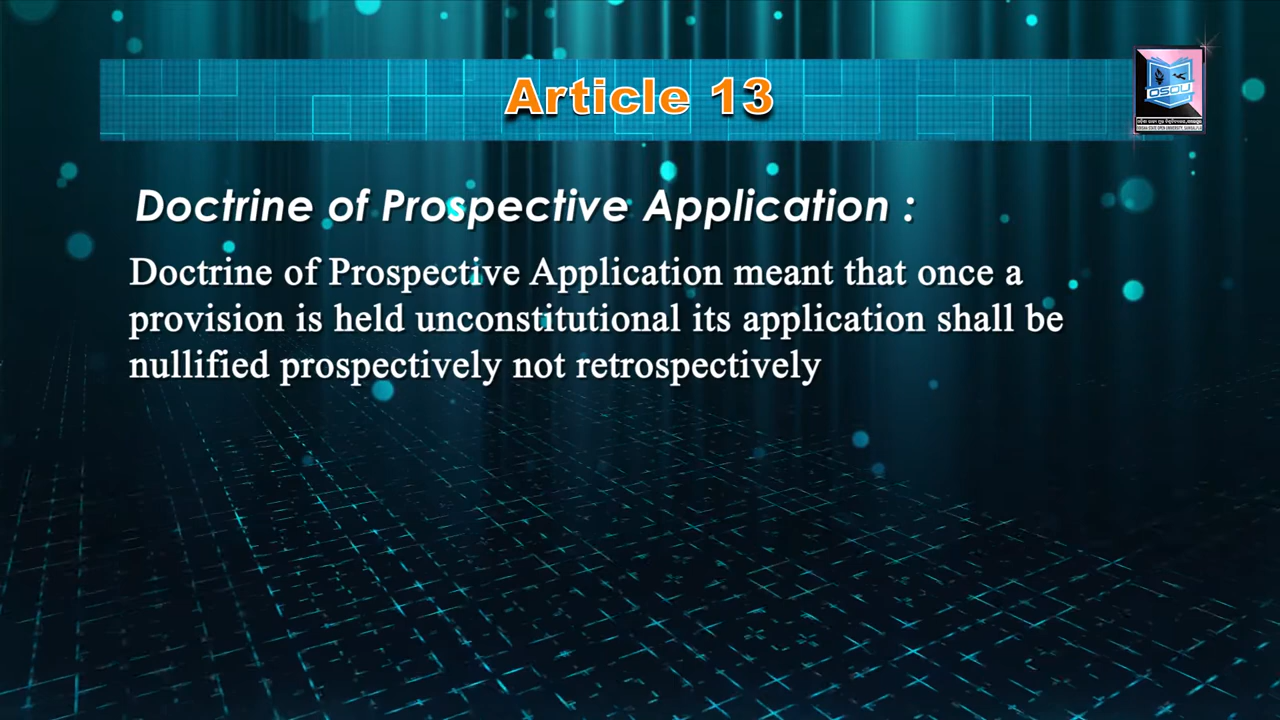 Article 13
OSOU
Doctrine of Prospective Application :
Doctrine of Prospective Application meant that once a
provision is held unconstitutional its application shall be
nullified prospectively not retrospectively